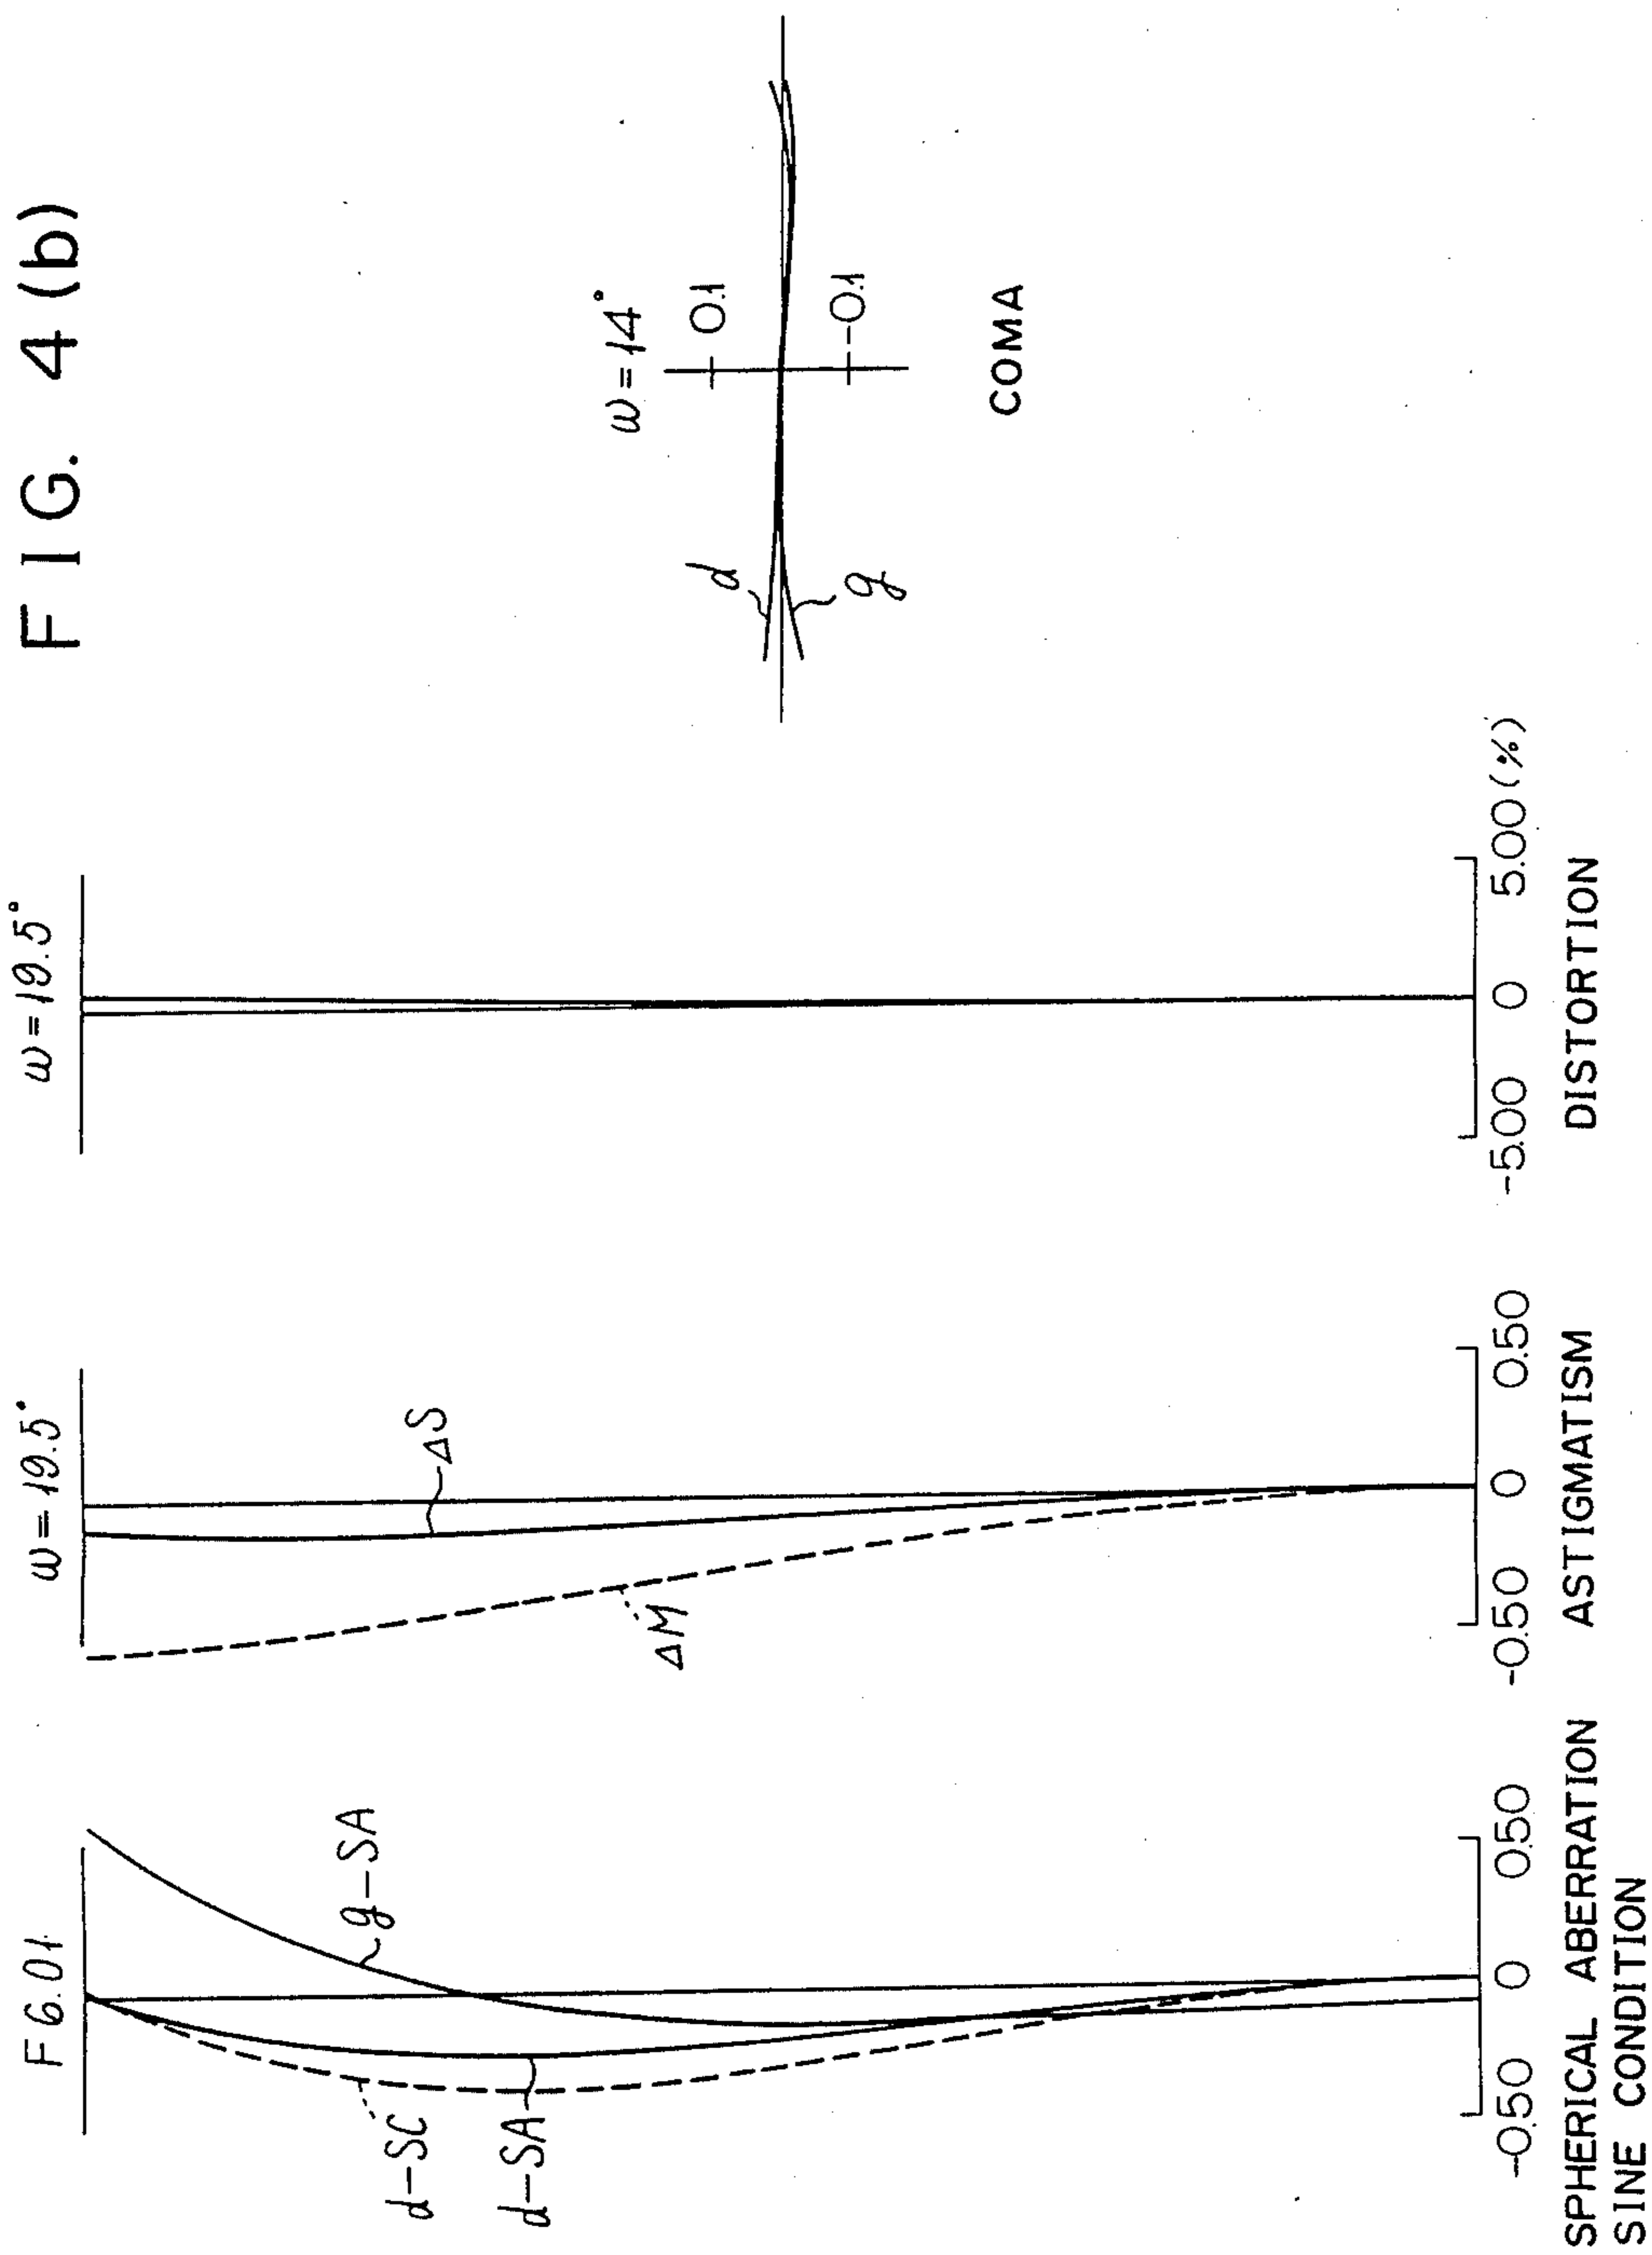 FIG. 4 (b)
F 6.01
d-SC
d-SA
g-SA
-0.50
0
0.50
SPHERICAL ABERRATION
SINE CONDITION
ω=19.5°
ΔM
ΔS
-0.50
0
0.50
ASTIGMATISM
ω=19.5°
-5.00
0
5.00 (%)
DISTORTION
ω=14°
0.1
-0.1
d
g
COMA